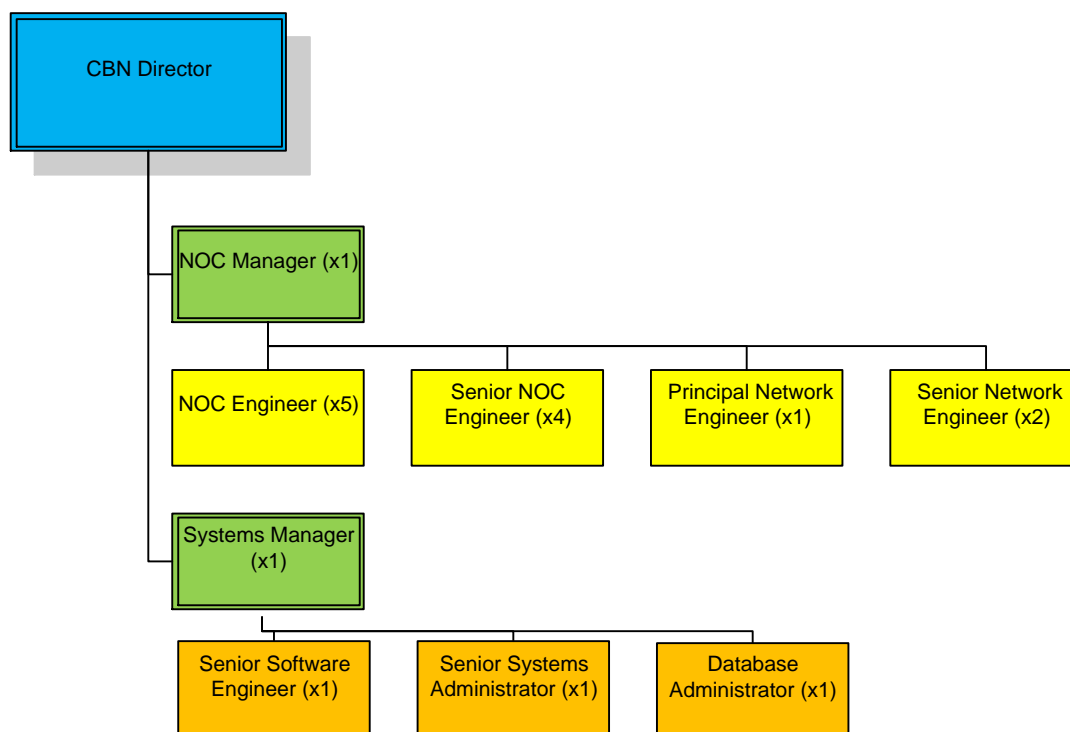 CBN Director
NOC Manager (x1)
NOC Engineer (x5)
Senior NOC
Engineer (x4)
Principal Network
Engineer (x1)
Senior Network
Engineer (x2)
Systems Manager
(x1)
Senior Software
Engineer (x1)
Senior Systems
Administrator (x1)
Database
Administrator (x1)